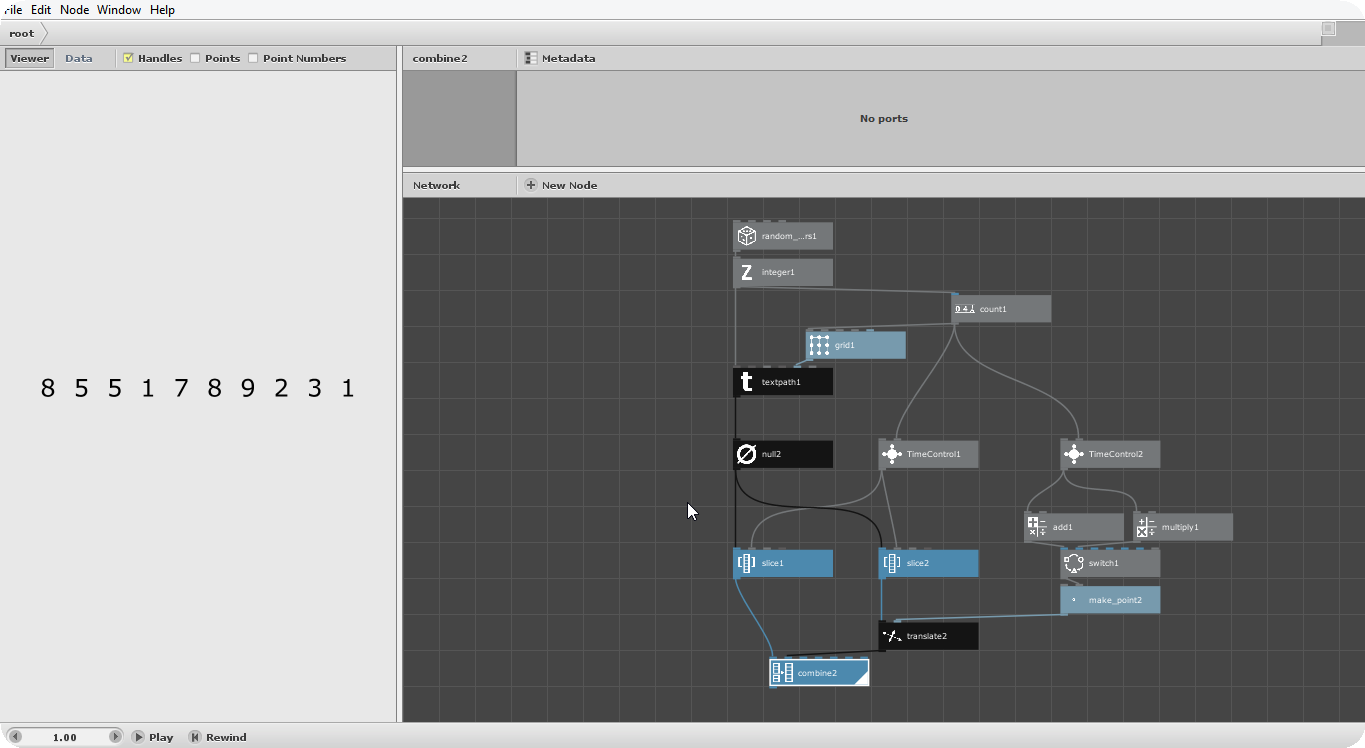 File Edit Node Window Help
root
Viewer Data Handles Points Point Numbers
combine2 Metadata
No ports
Network New Node
random_...rs1
integer1
count1
grid1
textpath1
null2 TimeControl1 TimeControl2
add1 multiply1
slice1 slice2 switch1
make_point2
translate2
combine2
8 5 5 1 7 8 9 2 3 1
1.00 Play Rewind